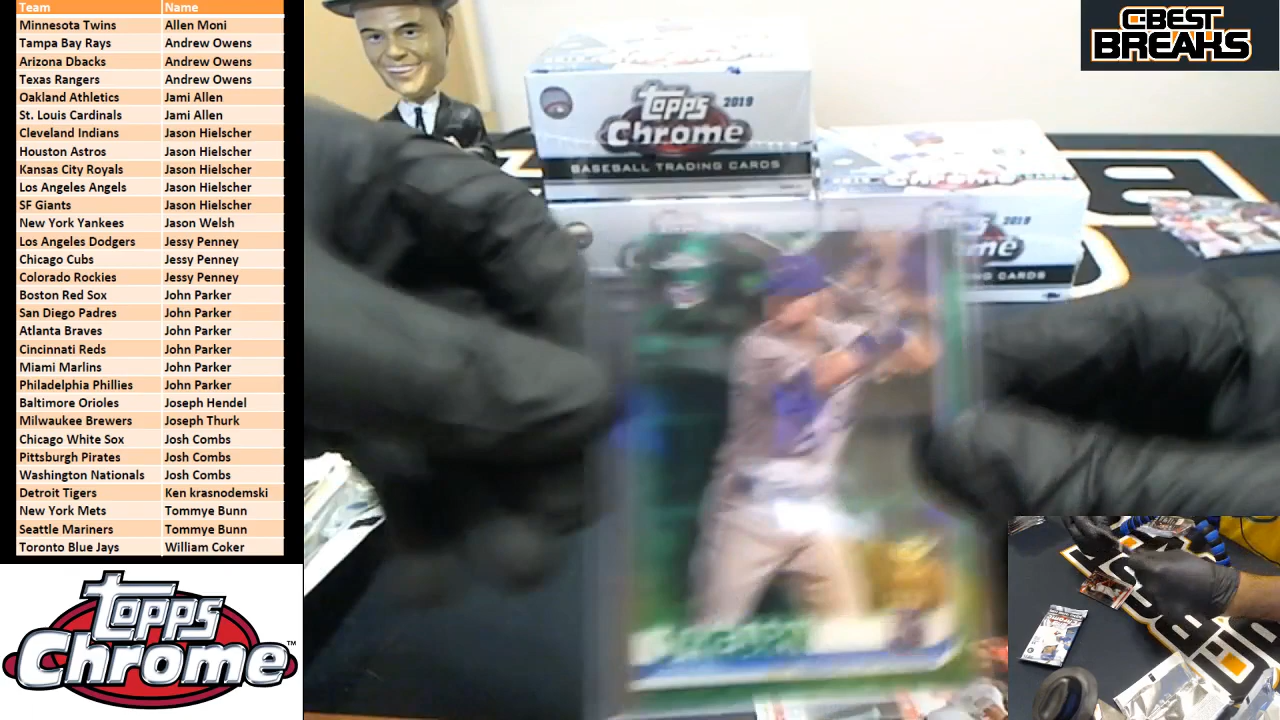 Team Name
Minnesota Twins Allen Moni
Tampa Bay Rays Andrew Owens
Arizona Dbacks Andrew Owens
Texas Rangers Andrew Owens
Oakland Athletics Jami Allen
St. Louis Cardinals Jami Allen
Cleveland Indians Jason Hielscher
Houston Astros Jason Hielscher
Kansas City Royals Jason Hielscher
Los Angeles Angels Jason Hielscher
SF Giants Jason Hielscher
New York Yankees Jason Welsh
Los Angeles Dodgers Jessy Penney
Chicago Cubs Jessy Penney
Colorado Rockies Jessy Penney
Boston Red Sox John Parker
San Diego Padres John Parker
Atlanta Braves John Parker
Cincinnati Reds John Parker
Miami Marlins John Parker
Philadelphia Phillies John Parker
Baltimore Orioles Joseph Hendel
Milwaukee Brewers Joseph Thurk
Chicago White Sox Josh Combs
Pittsburgh Pirates Josh Combs
Washington Nationals Josh Combs
Detroit Tigers Ken krasnodemski
New York Mets Tommye Bunn
Seattle Mariners Tommye Bunn
Toronto Blue Jays William Coker
Topps
Chrome™
CBEST
BREAKS
Topps 2019
Chrome
BASEBALL TRADING CARDS
2019